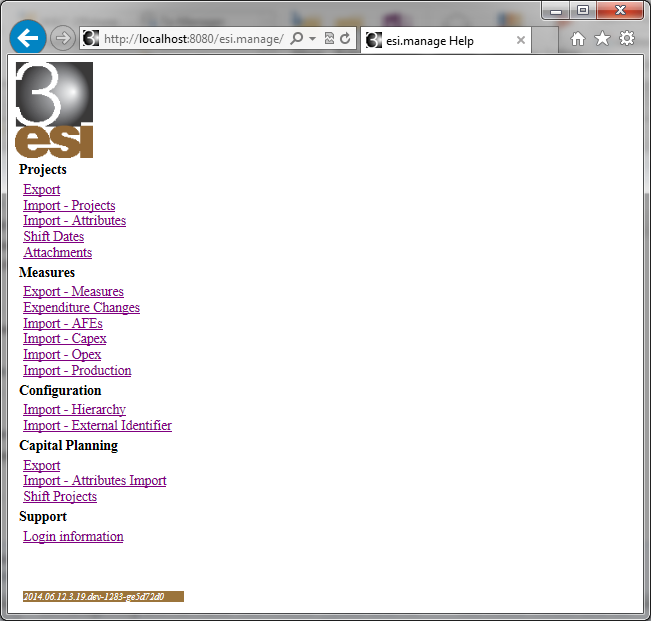 http://localhost:8080/esi.manage/
esi.manage Help
3
esi
Projects
Export
Import - Projects
Import - Attributes
Shift Dates
Attachments
Measures
Export - Measures
Expenditure Changes
Import - AFEs
Import - Capex
Import - Opex
Import - Production
Configuration
Import - Hierarchy
Import - External Identifier
Capital Planning
Export
Import - Attributes Import
Shift Projects
Support
Login information
2014.06.12.3.19.dev-1283-ge5d72d0